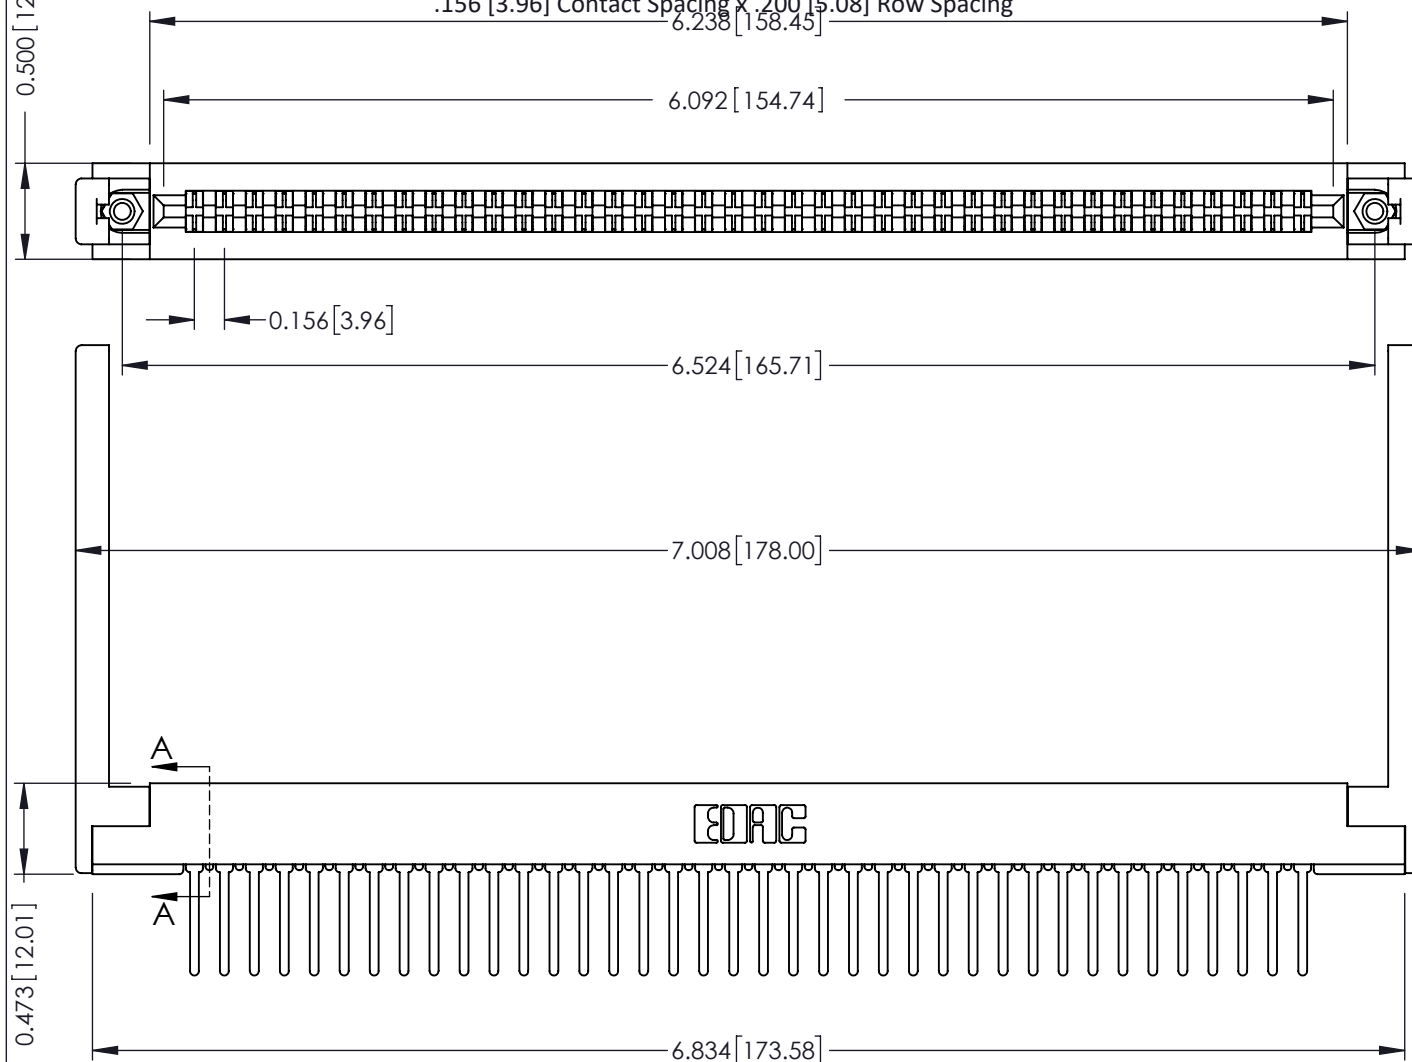 .156 [3.96] Contact Spacing x .200 [5.08] Row Spacing
6.238 [158.45]
0.500 [12
6.092 [154.74]
0.156 [3.96]
6.524 [165.71]
7.008 [178.00]
A
EDAC
A
0.473 [12.01]
6.834 [173.58]